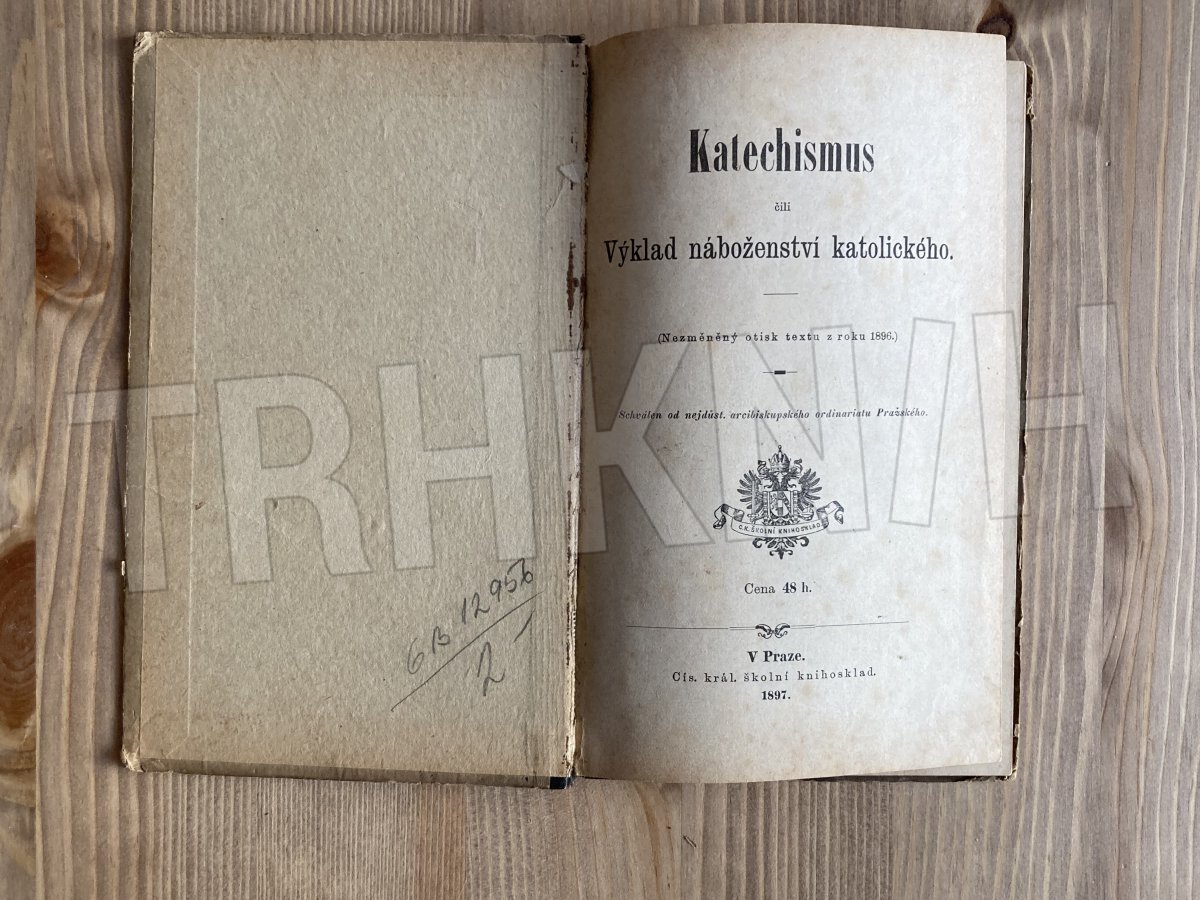 6B 12956
2
Katechismus
čili
Výklad náboženství katolického.
(Nezměněný otisk textu z roku 1896.)
Schválen od nejdůst. arcibiskupského ordinariatu Pražského.
C. K. ŠKOLNÍ KNIHOSKLAD
Cena 48 h.
V Praze.
Cís. král. školní knihosklad.
1897.
TRHKNIH